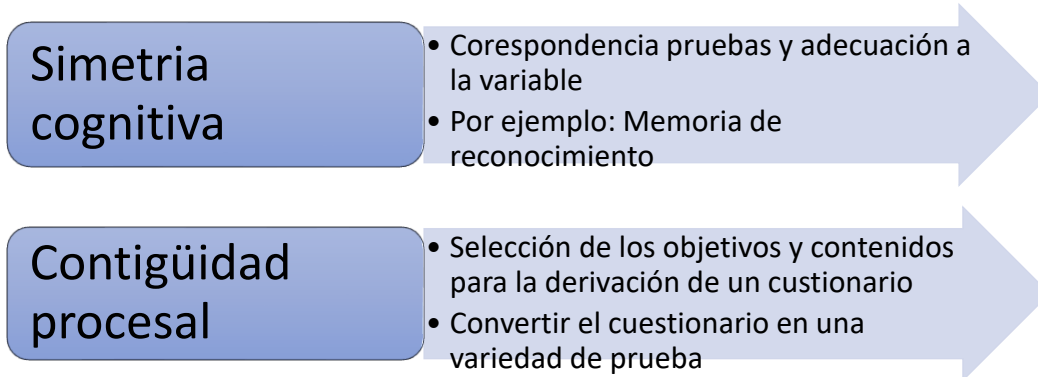 Simetria
cognitiva
• Corespondencia pruebas y adecuación a
la variable
• Por ejemplo: Memoria de
reconocimiento
Contigüidad
procesal
• Selección de los objetivos y contenidos
para la derivación de un custionario
• Convertir el cuestionario en una
variedad de prueba